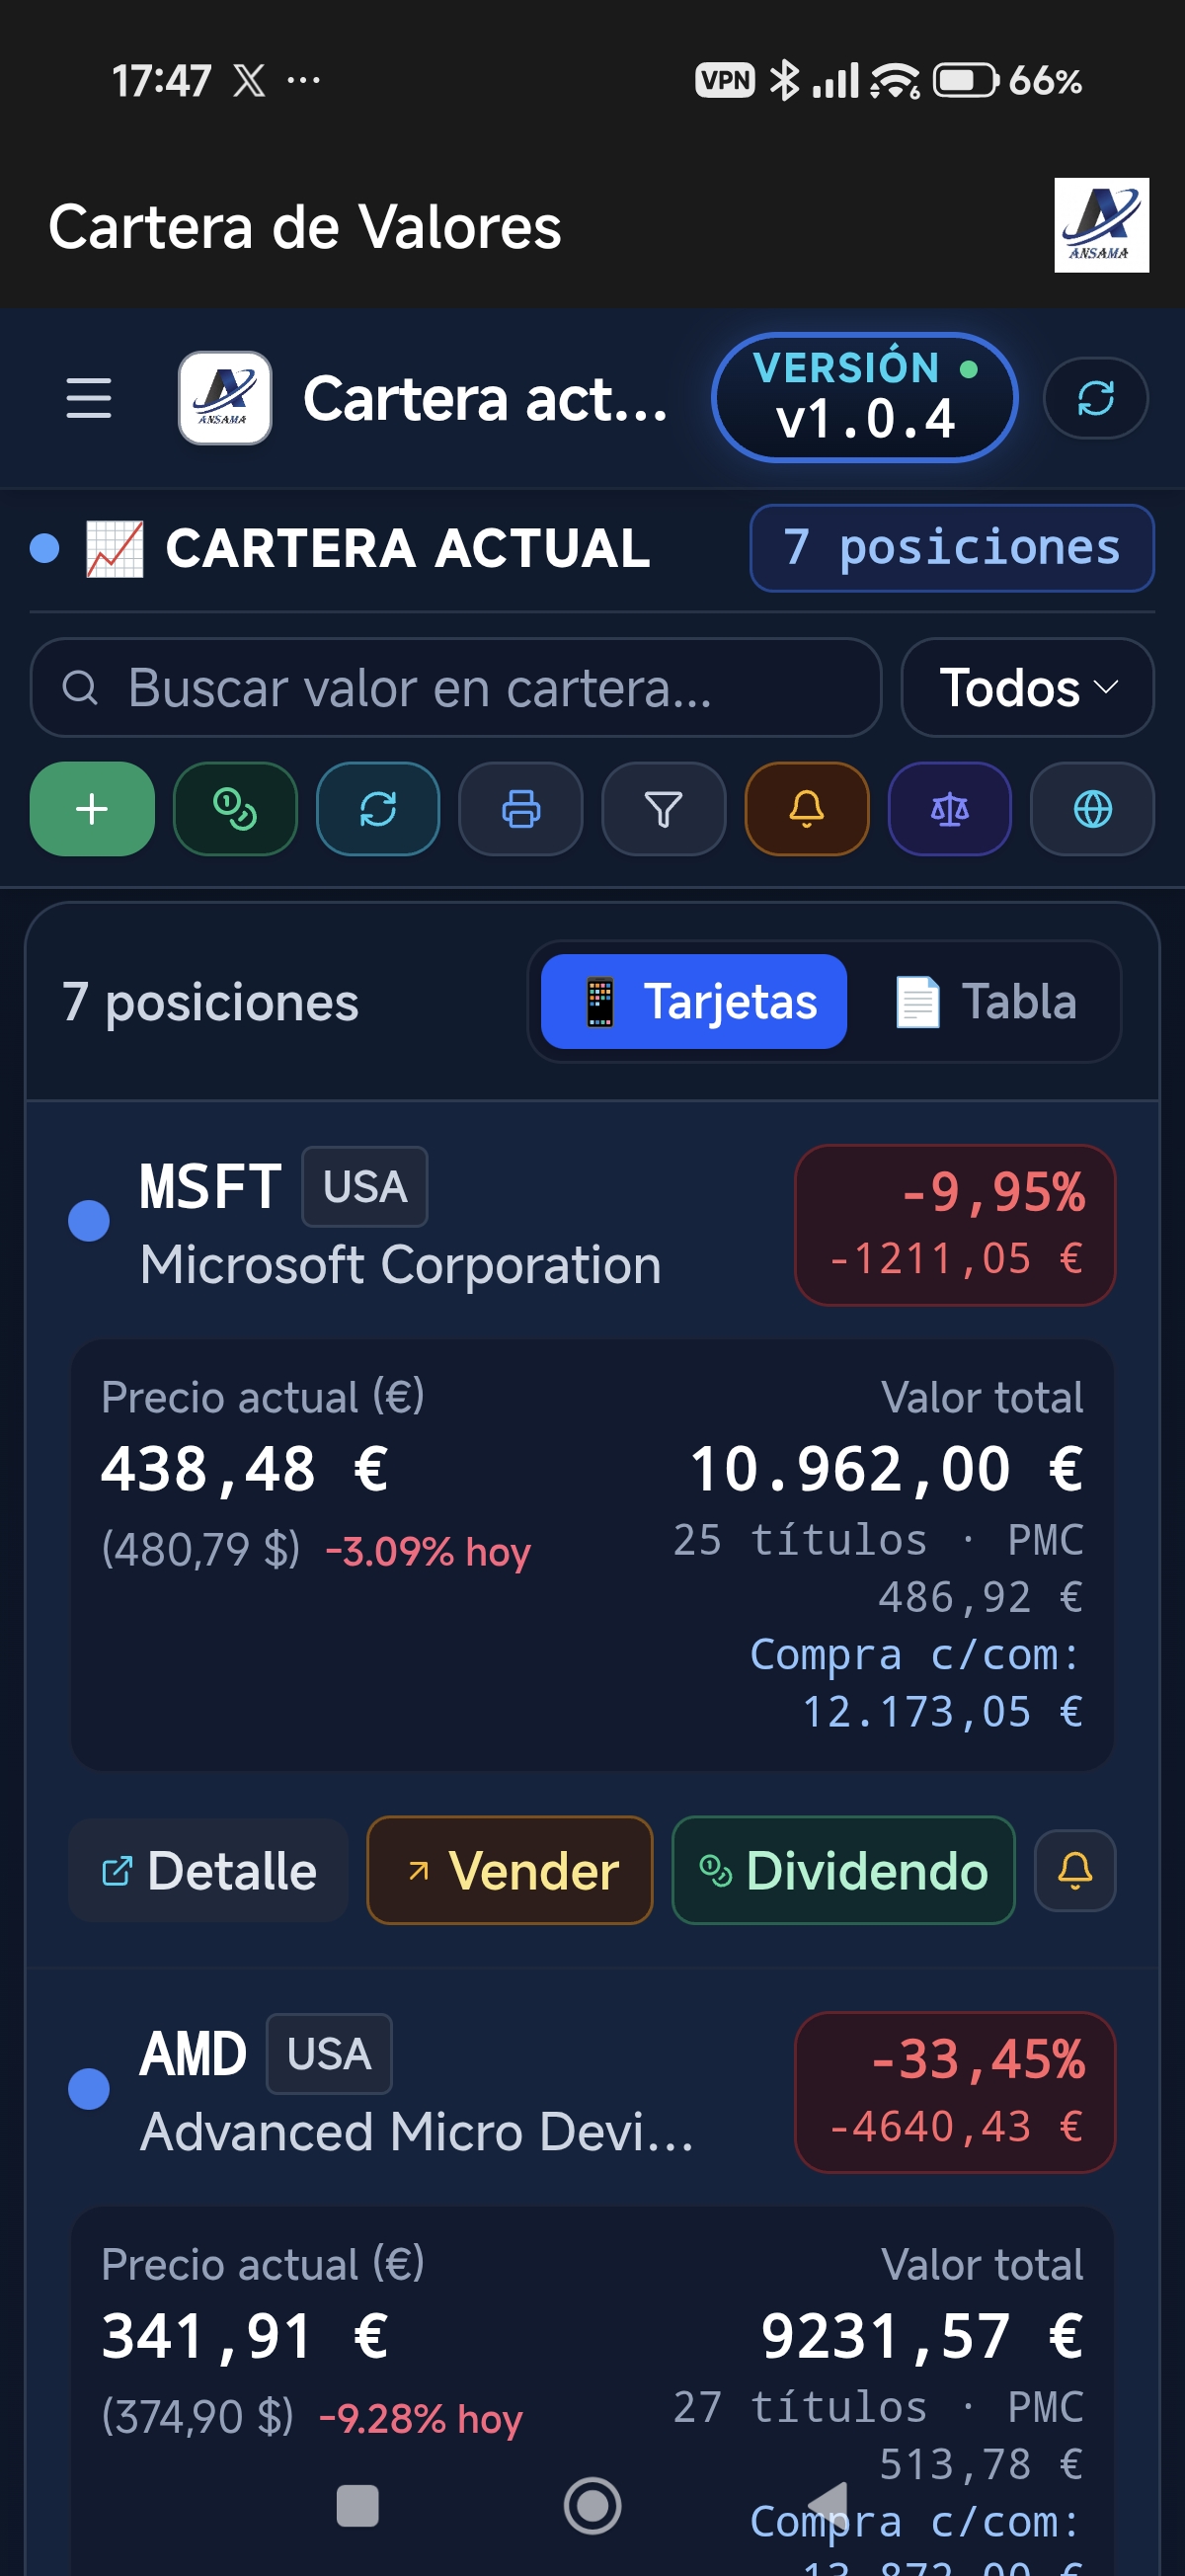 17:47
VPN 6 66%
Cartera de Valores
ANSAMA
ANSAMA
Cartera act...
VERSIÓN
v1.0.4
CARTERA ACTUAL
7 posiciones
Buscar valor en cartera...
Todos
7 posiciones
Tarjetas
Tabla
MSFT USA
Microsoft Corporation
-9,95%
-1211,05 €
Precio actual (€)
438,48 €
(480,79 $) -3.09% hoy
Valor total
10.962,00 €
25 títulos · PMC
486,92 €
Compra c/com:
12.173,05 €
Detalle
Vender
Dividendo
AMD USA
Advanced Micro Devi...
-33,45%
-4640,43 €
Precio actual (€)
341,91 €
(374,90 $) -9.28% hoy
Valor total
9231,57 €
27 títulos · PMC
513,78 €
Compra c/com:
13.872,00 €